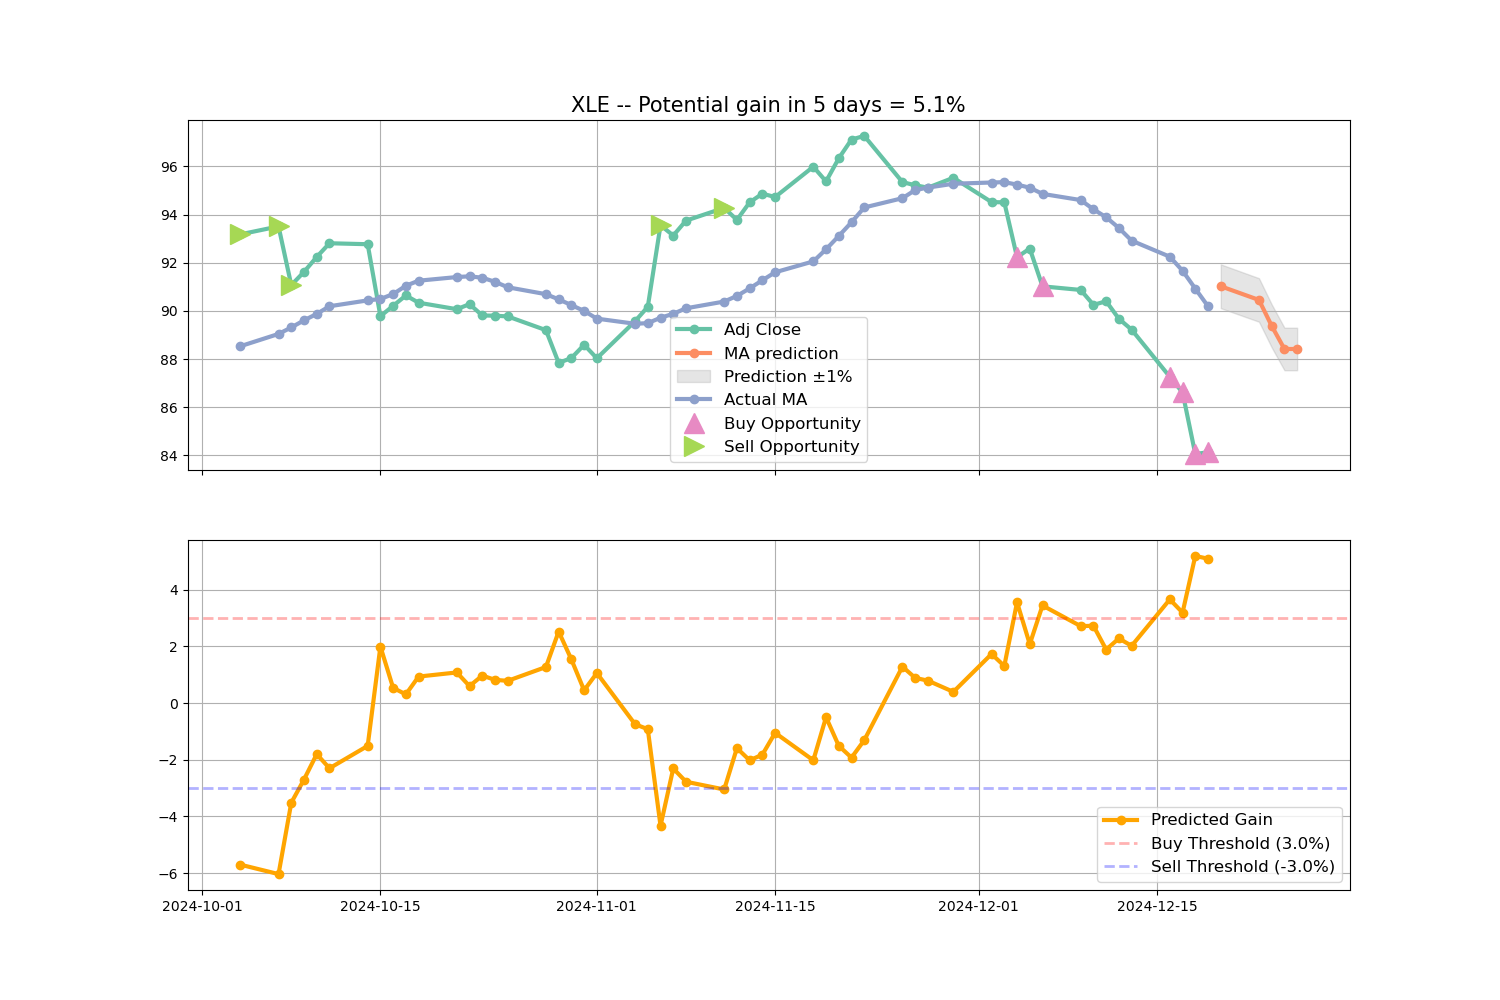 XLE -- Potential gain in 5 days = 5.1%
96
94
92
90
88
86
84
Adj Close
MA prediction
Prediction ±1%
Actual MA
Buy Opportunity
Sell Opportunity
4
2
0
−2
−4
−6
Predicted Gain
Buy Threshold (3.0%)
Sell Threshold (-3.0%)
2024-10-01 2024-10-15 2024-11-01 2024-11-15 2024-12-01 2024-12-15